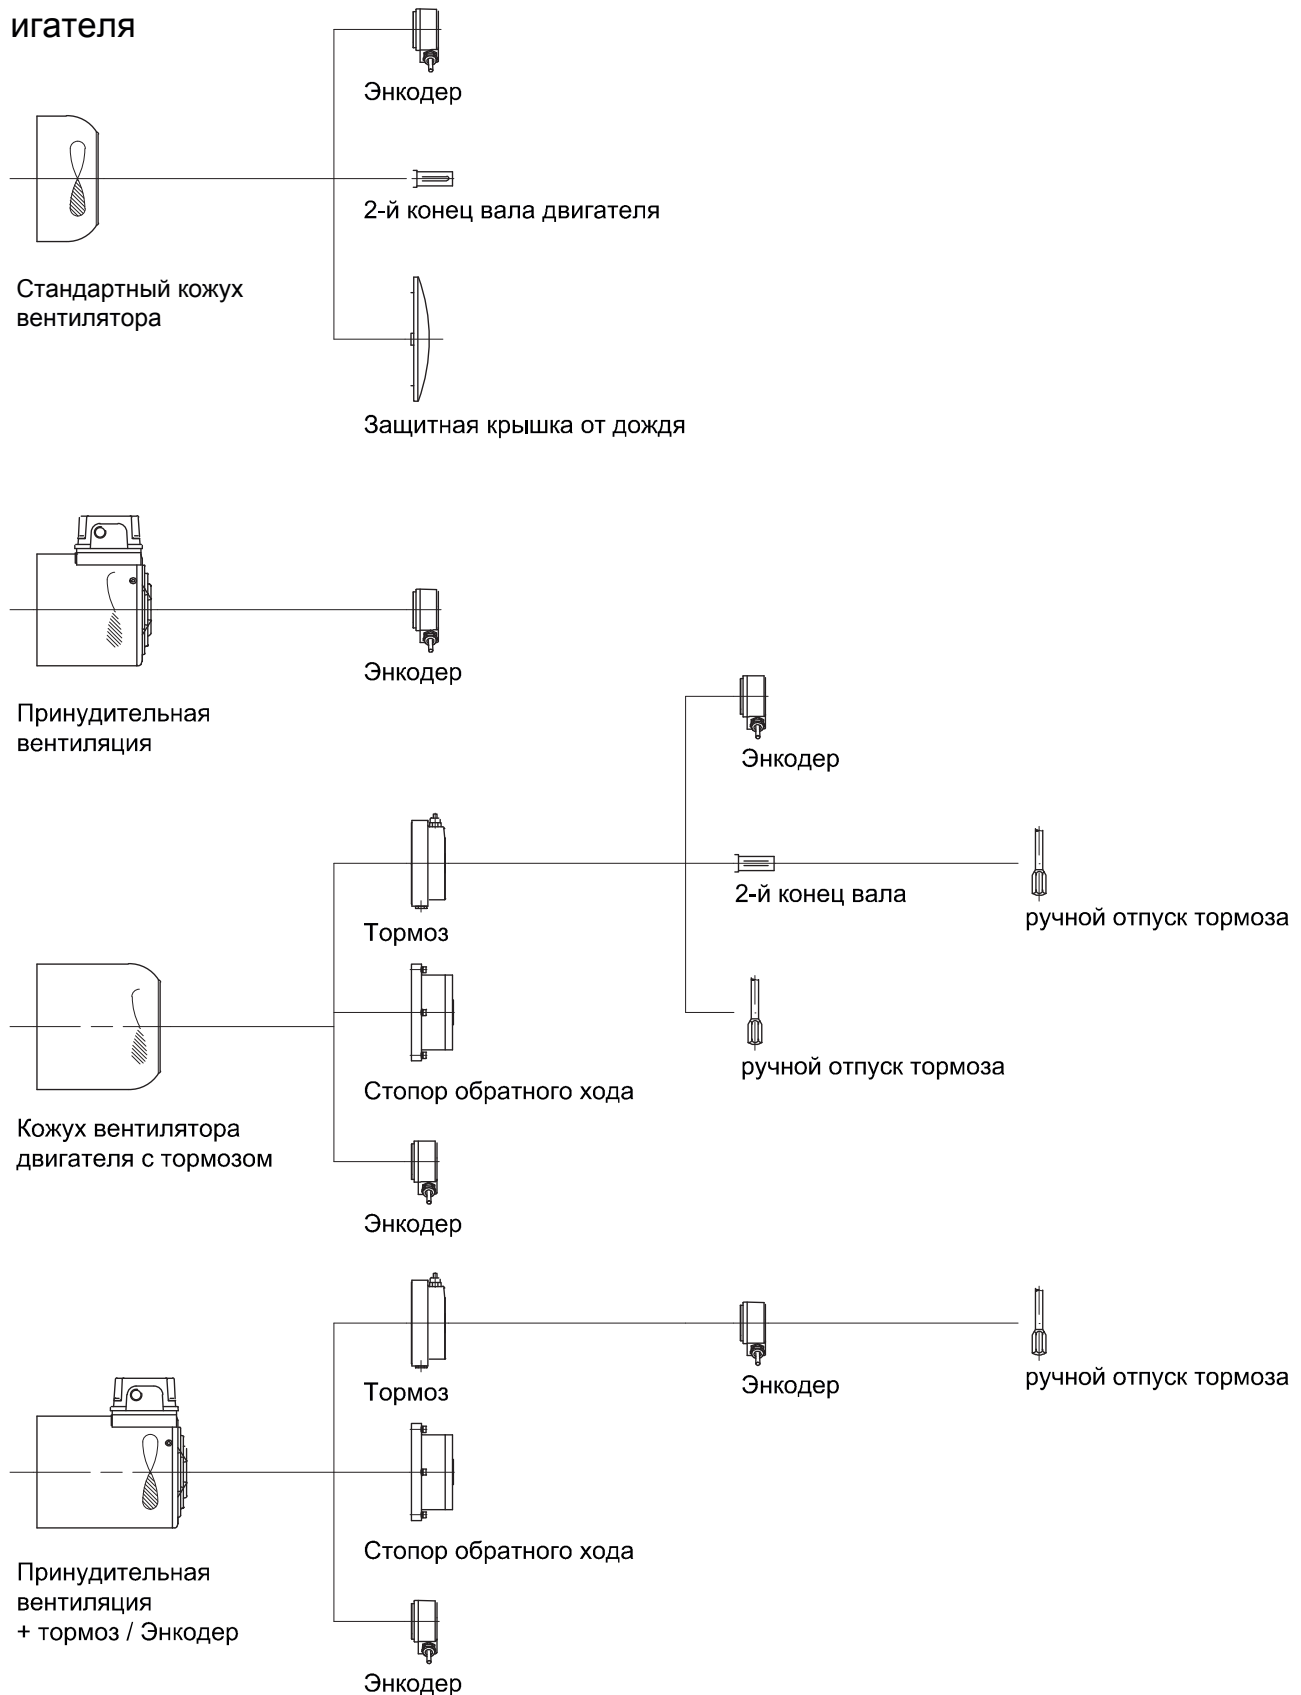 игателя
Энкодер
2-й конец вала двигателя
Стандартный кожух
вентилятора
Защитная крышка от дождя
Энкодер
Принудительная
вентиляция
Энкодер
2-й конец вала
ручной отпуск тормоза
Тормоз
ручной отпуск тормоза
Стопор обратного хода
Кожух вентилятора
двигателя с тормозом
Энкодер
Тормоз
Энкодер
ручной отпуск тормоза
Стопор обратного хода
Принудительная
вентиляция
+ тормоз / Энкодер
Энкодер